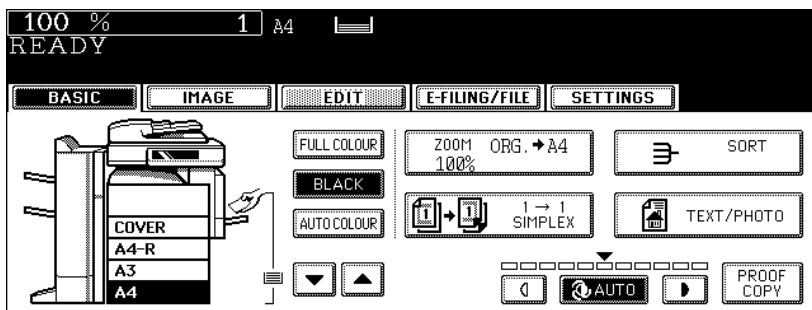 100 % 1 A4
READY
BASIC IMAGE EDIT E-FILING/FILE SETTINGS
FULL COLOUR
BLACK
AUTO COLOUR
COVER
A4-R
A3
A4
ZOOM ORG. → A4
100%
SORT
1 → 1
SIMPLEX
TEXT/PHOTO
AUTO
PROOF
COPY